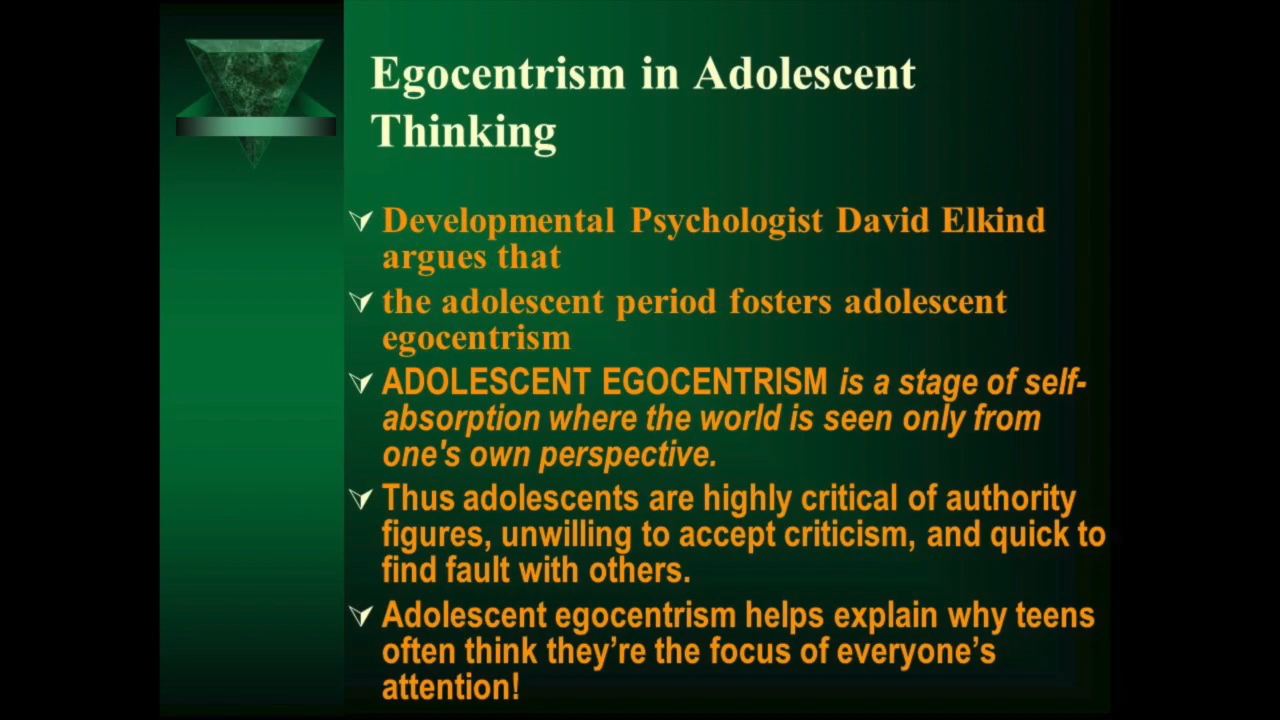 Egocentrism in Adolescent
Thinking
Developmental Psychologist David Elkind
argues that
the adolescent period fosters adolescent
egocentrism
ADOLESCENT EGOCENTRISM is a stage of self-
absorption where the world is seen only from
one's own perspective.
Thus adolescents are highly critical of authority
figures, unwilling to accept criticism, and quick to
find fault with others.
Adolescent egocentrism helps explain why teens
often think they’re the focus of everyone’s
attention!